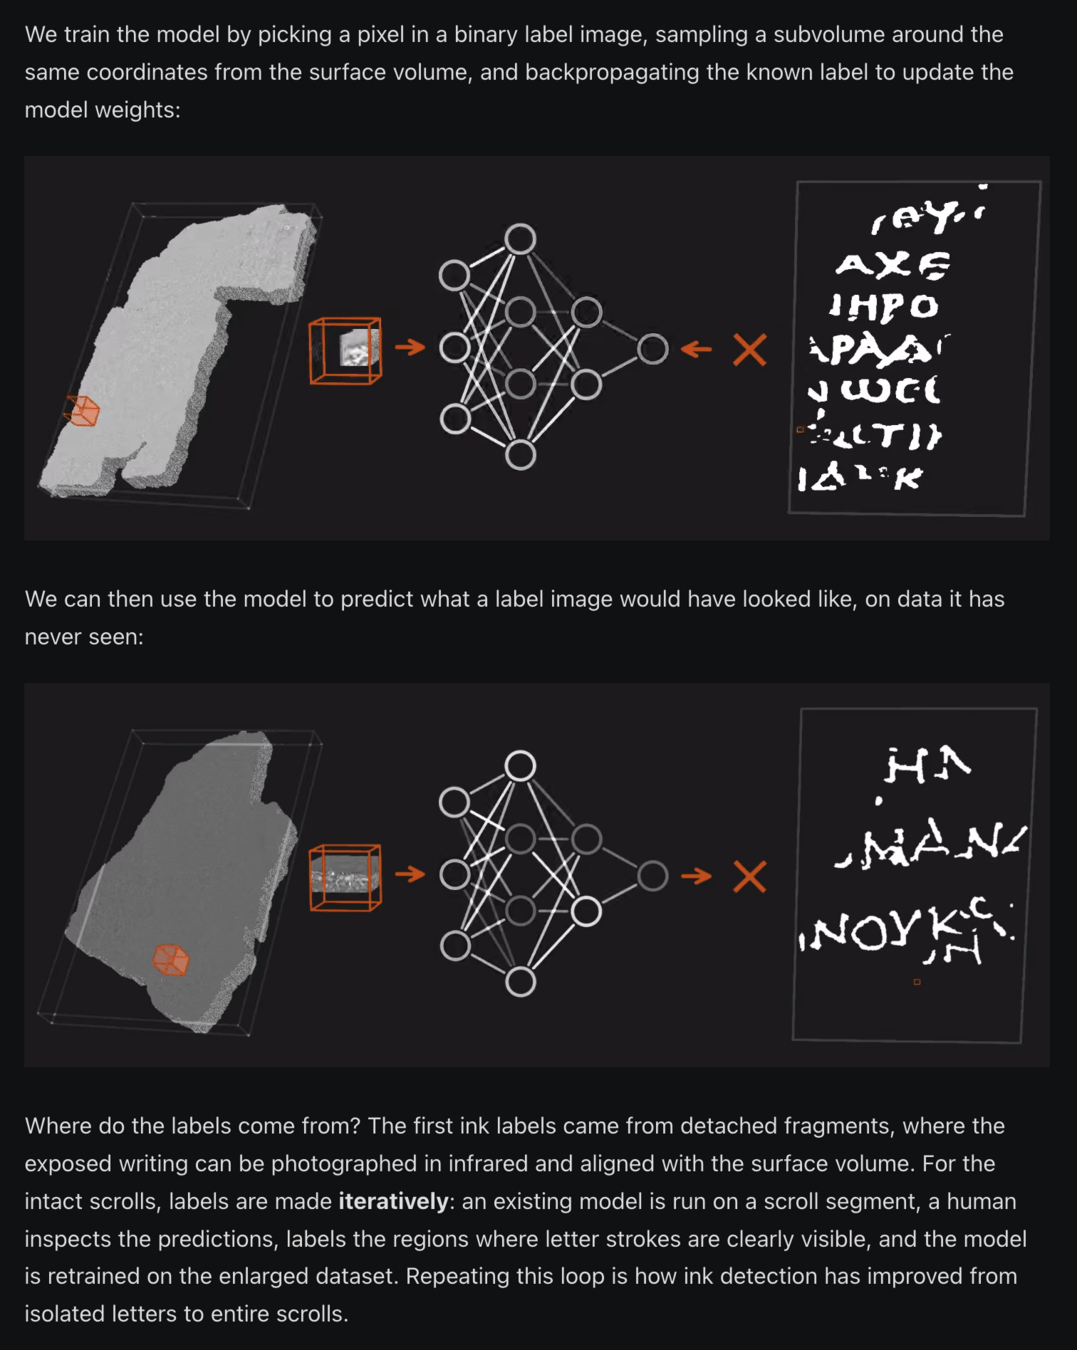 We train the model by picking a pixel in a binary label image, sampling a subvolume around the
same coordinates from the surface volume, and backpropagating the known label to update the
model weights:
ΑΧΕ
ΙΗΡΟ
We can then use the model to predict what a label image would have looked like, on data it has
never seen:
ΗΛ
ΜΑΝ
ΝΟΥΚ
Where do the labels come from? The first ink labels came from detached fragments, where the
exposed writing can be photographed in infrared and aligned with the surface volume. For the
intact scrolls, labels are made iteratively: an existing model is run on a scroll segment, a human
inspects the predictions, labels the regions where letter strokes are clearly visible, and the model
is retrained on the enlarged dataset. Repeating this loop is how ink detection has improved from
isolated letters to entire scrolls.